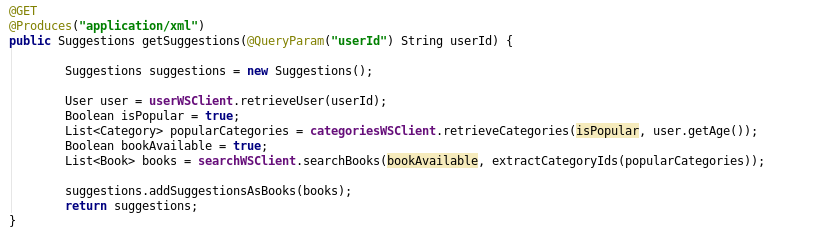 @GET
@Produces("application/xml")
public Suggestions getSuggestions(@QueryParam("userId") String userId) {
Suggestions suggestions = new Suggestions();
User user = userWSClient.retrieveUser(userId);
Boolean isPopular = true;
List<Category> popularCategories = categoriesWSClient.retrieveCategories(isPopular, user.getAge());
Boolean bookAvailable = true;
List<Book> books = searchWSClient.searchBooks(bookAvailable, extractCategoryIds(popularCategories));
suggestions.addSuggestionsAsBooks(books);
return suggestions;
}